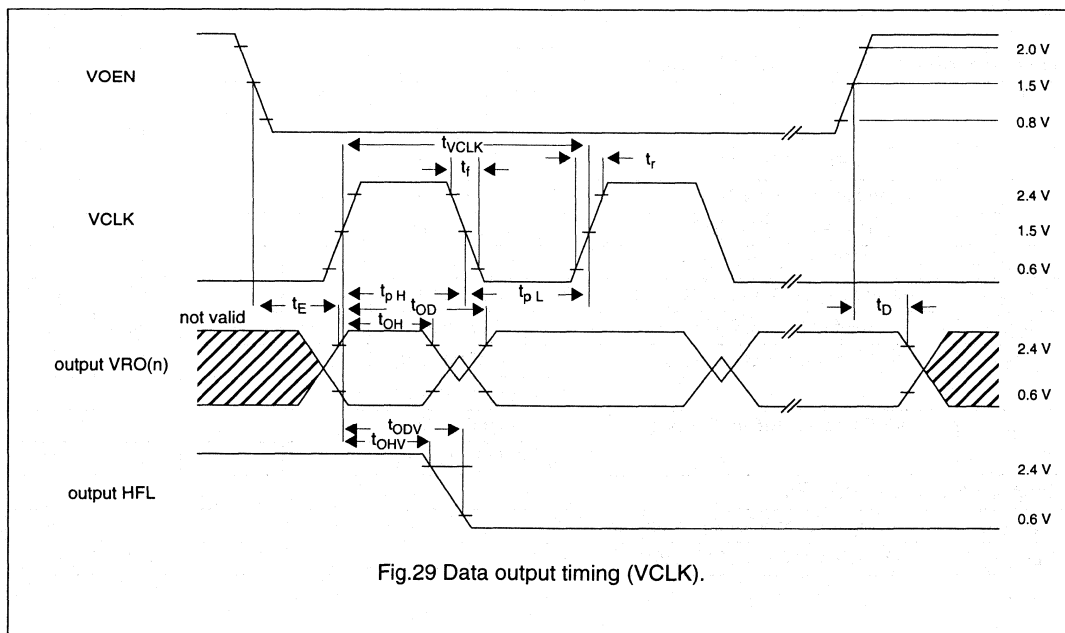 VOEN
2.0 V
1.5 V
0.8 V
tVCLK
tf
tr
VCLK
2.4 V
1.5 V
0.6 V
tp H
tp L
tE
tOD
tD
not valid
tOH
output VRO(n)
2.4 V
0.6 V
tODV
tOHV
output HFL
2.4 V
0.6 V
Fig.29 Data output timing (VCLK).